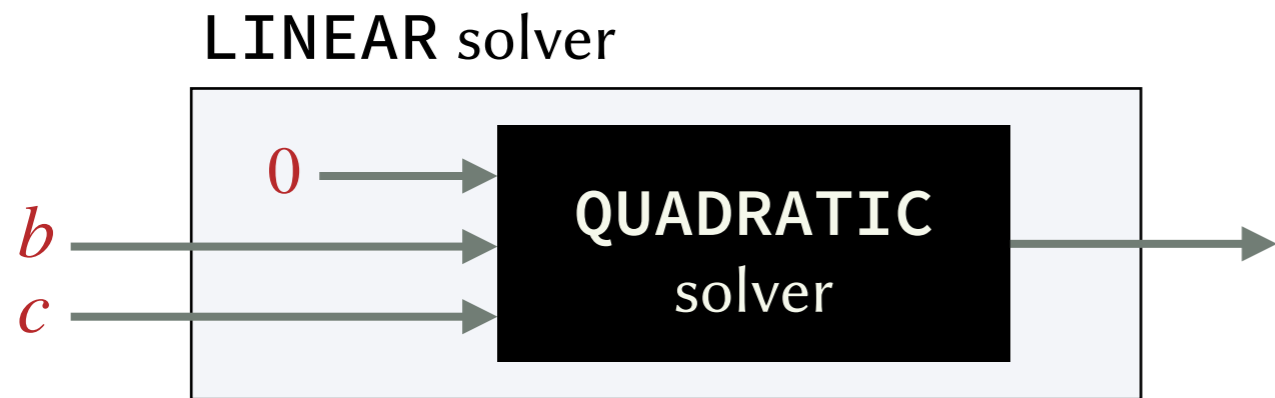 LINEAR solver
0
b
c
QUADRATIC
solver